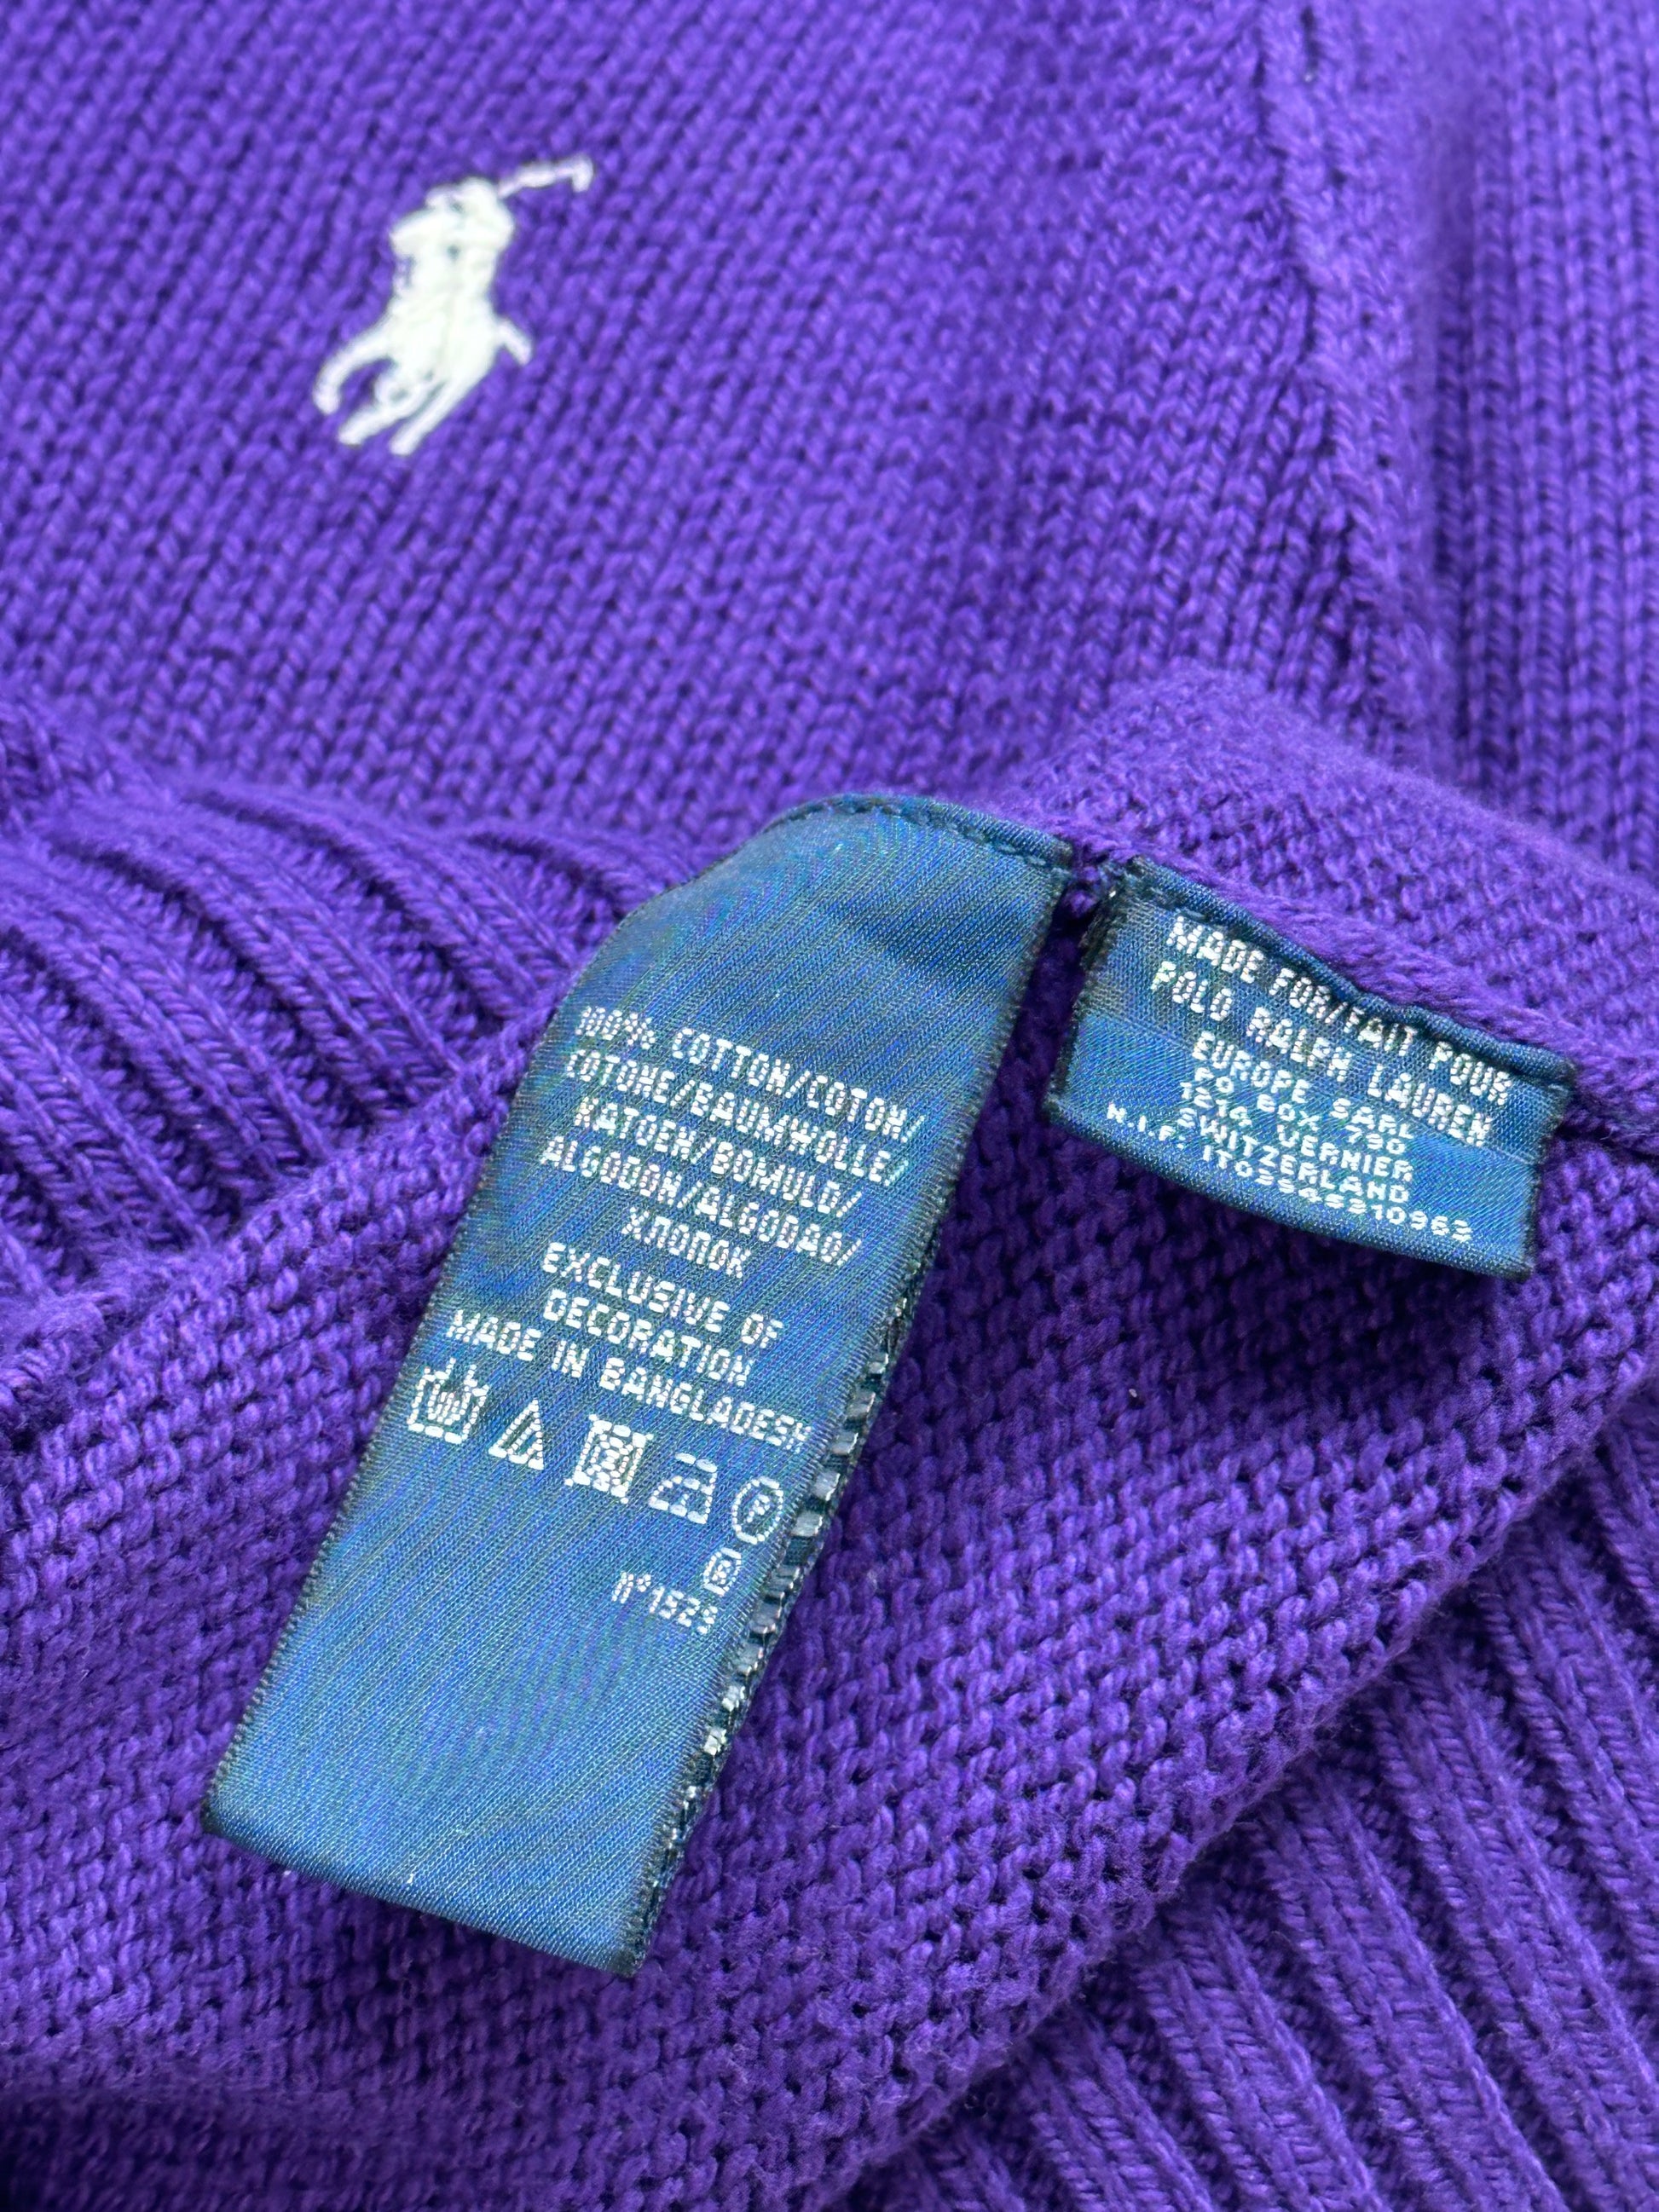 100% COTTON/COTON/
COTONE/BAUMWOLLE/
KATOEN/BOMULD/
ALGODON/ALGODAO/
ХЛОПОК
EXCLUSIVE OF
DECORATION
MADE IN BANGLADESH
P
B
N°1525
MADE FOR/FAIT POUR
POLO RALPH LAUREN
EUROPE SARL
PO BOX 790
1214 VERNIER
SWITZERLAND
N.I.F: